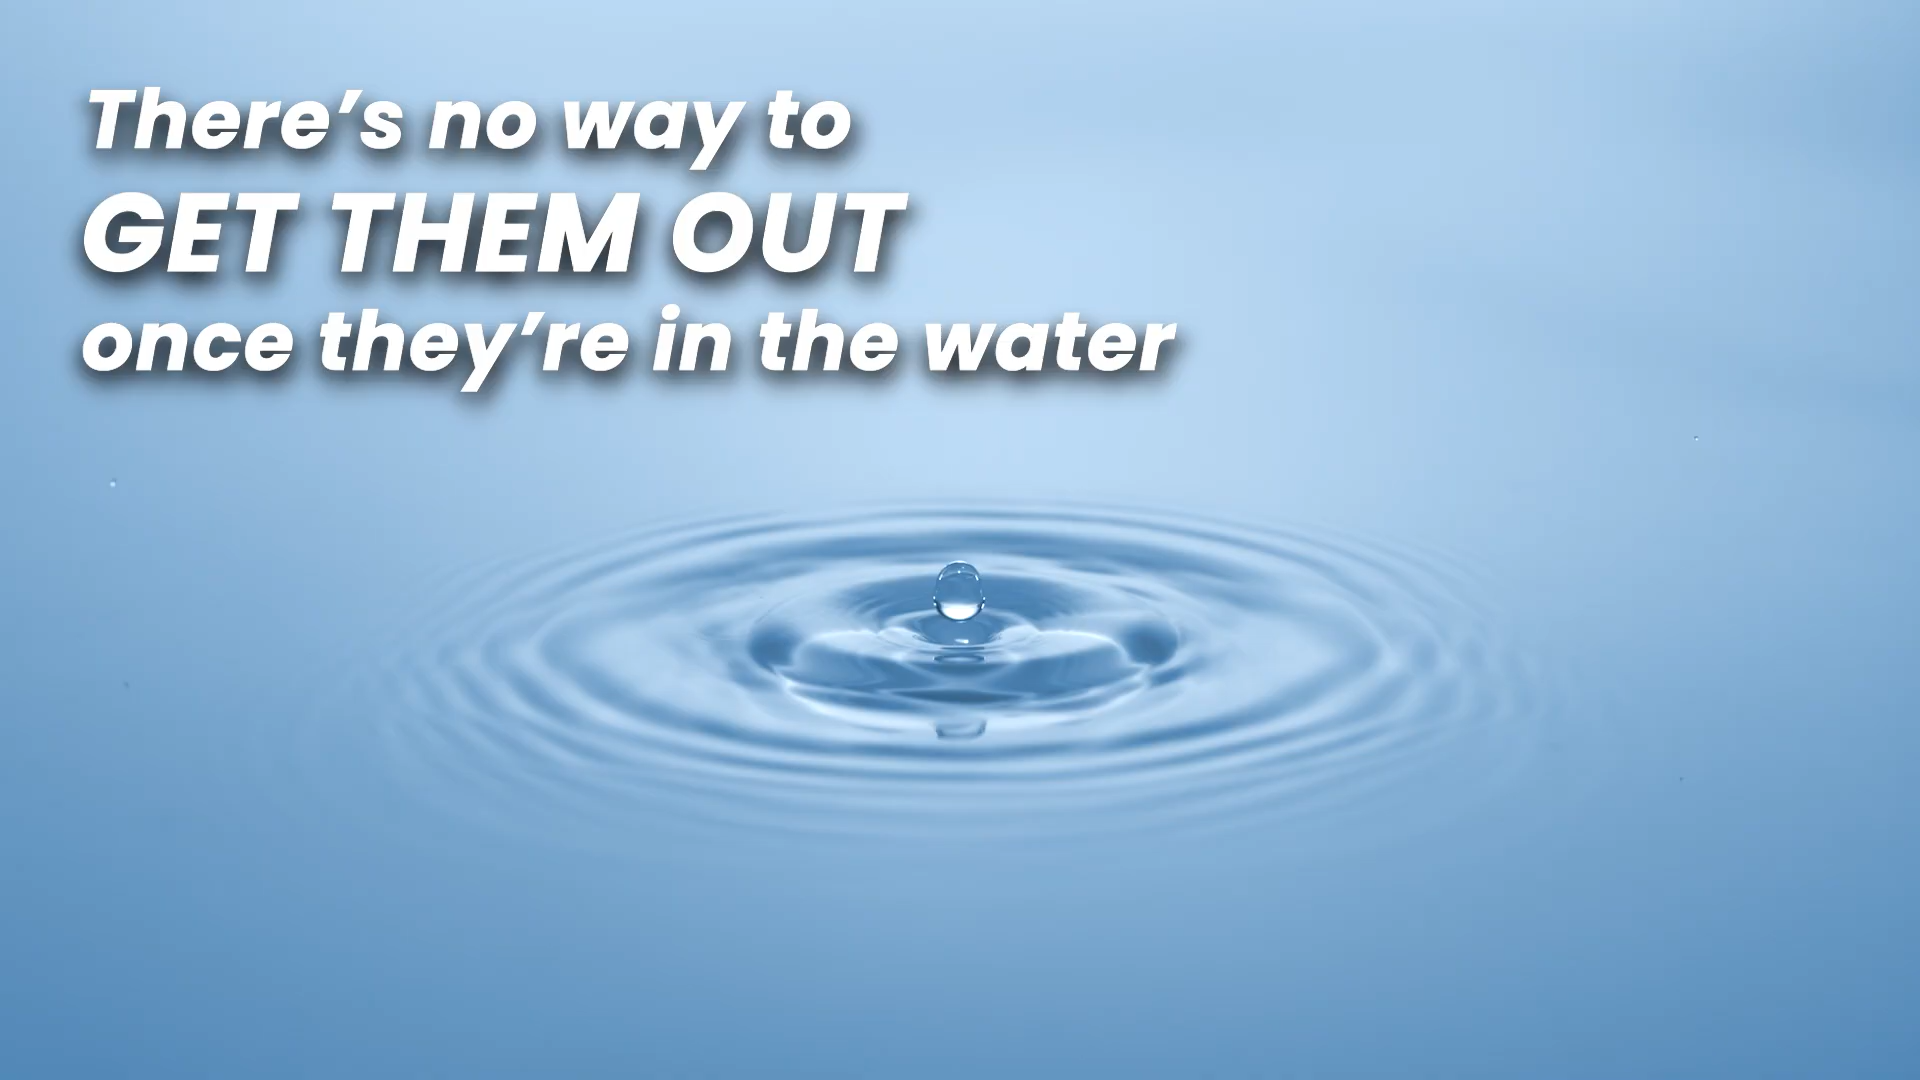 There’s no way to
GET THEM OUT
once they’re in the water